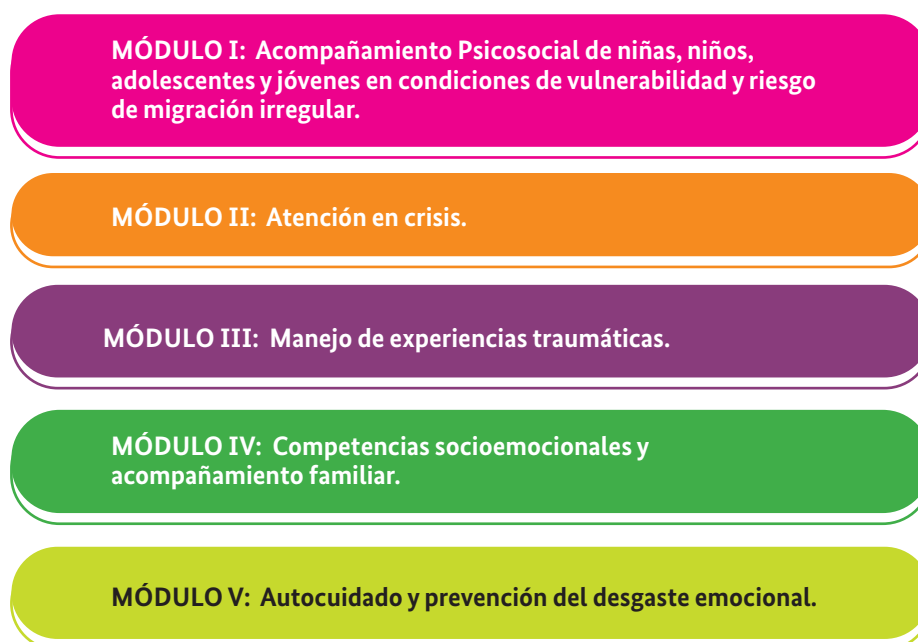 MÓDULO I: Acompañamiento Psicosocial de niñas, niños,
adolescentes y jóvenes en condiciones de vulnerabilidad y riesgo
de migración irregular.
MÓDULO II: Atención en crisis.
MÓDULO III: Manejo de experiencias traumáticas.
MÓDULO IV: Competencias socioemocionales y
acompañamiento familiar.
MÓDULO V: Autocuidado y prevención del desgaste emocional.